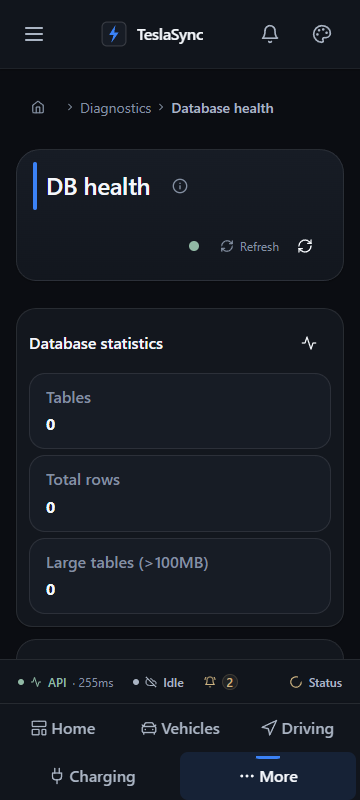 TeslaSync
Diagnostics Database health
DB health
Refresh
Database statistics
Tables
0
Total rows
0
Large tables (>100MB)
0
API · 255ms Idle 2 Status
Home Vehicles Driving
Charging More